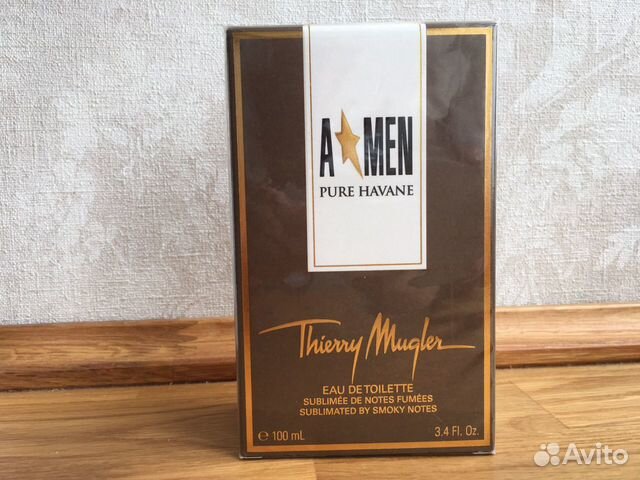 A★MEN
PURE HAVANE
Thierry Mugler
EAU DE TOILETTE
SUBLIMÉE DE NOTES FUMÉES
SUBLIMATED BY SMOKY NOTES
℮ 100 mL 3.4 Fl. Oz.
Avito